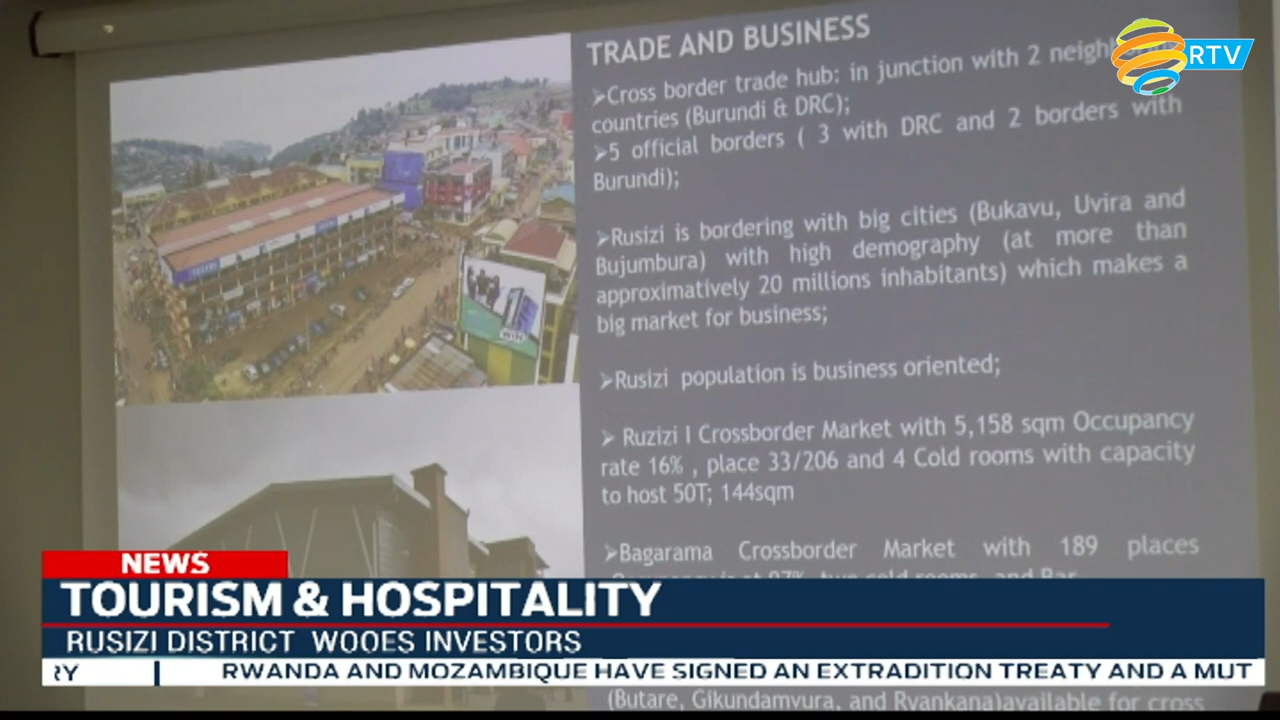 TRADE AND BUSINESS
➢Cross border trade hub: in junction with 2
countries (Burundi & DRC);
➢5 official borders ( 3 with DRC and 2 borders with
Burundi);
➢Rusizi is bordering with big cities (Bukavu, Uvira and
Bujumbura) with high demography (at more than
approximatively 20 millions inhabitants) which makes a
big market for business;
➢Rusizi population is business oriented;
➢ Ruzizi I Crossborder Market with 5,158 sqm Occupancy
rate 16% , place 33/206 and 4 Cold rooms with capacity
to host 50T; 144sqm
➢Bagarama Crossborder Market with 189 places
RTV
NEWS
TOURISM & HOSPITALITY
RUSIZI DISTRICT WOOES INVESTORS
RY
RWANDA AND MOZAMBIQUE HAVE SIGNED AN EXTRADITION TREATY AND A MUT
(Butare, Gikundamvura, and Ryankana)available for cross